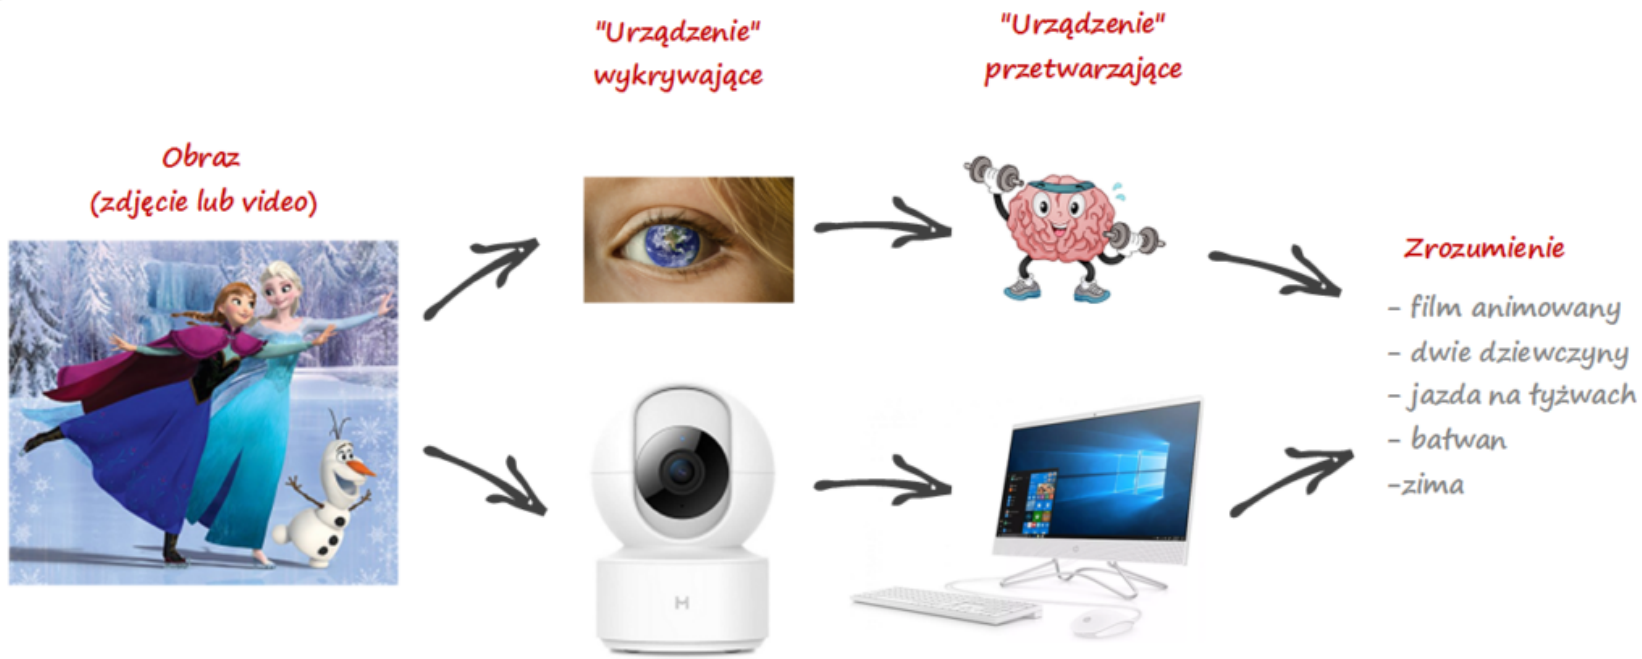 "Urządzenie"
wykrywające
"Urządzenie"
przetwarzające
Obraz
(zdjęcie lub video)
Zrozumienie
- film animowany
- dwie dziewczyny
- jazda na łyżwach
- bałwan
-zima